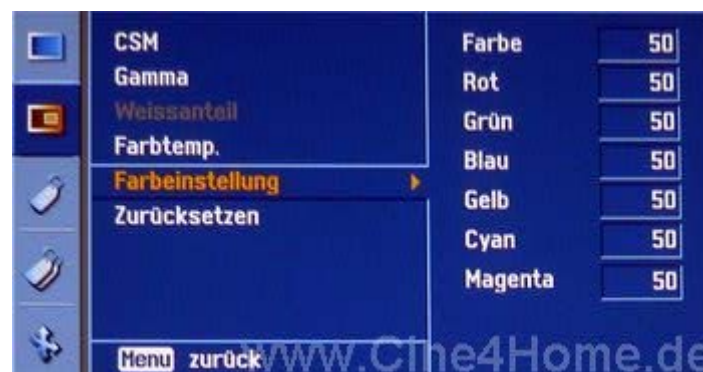 CSM
Gamma
Weissanteil
Farbtemp.
Farbeinstellung
Zurücksetzen
Menu zurück
Farbe 50
Rot 50
Grün 50
Blau 50
Gelb 50
Cyan 50
Magenta 50
www.Cine4Home.de